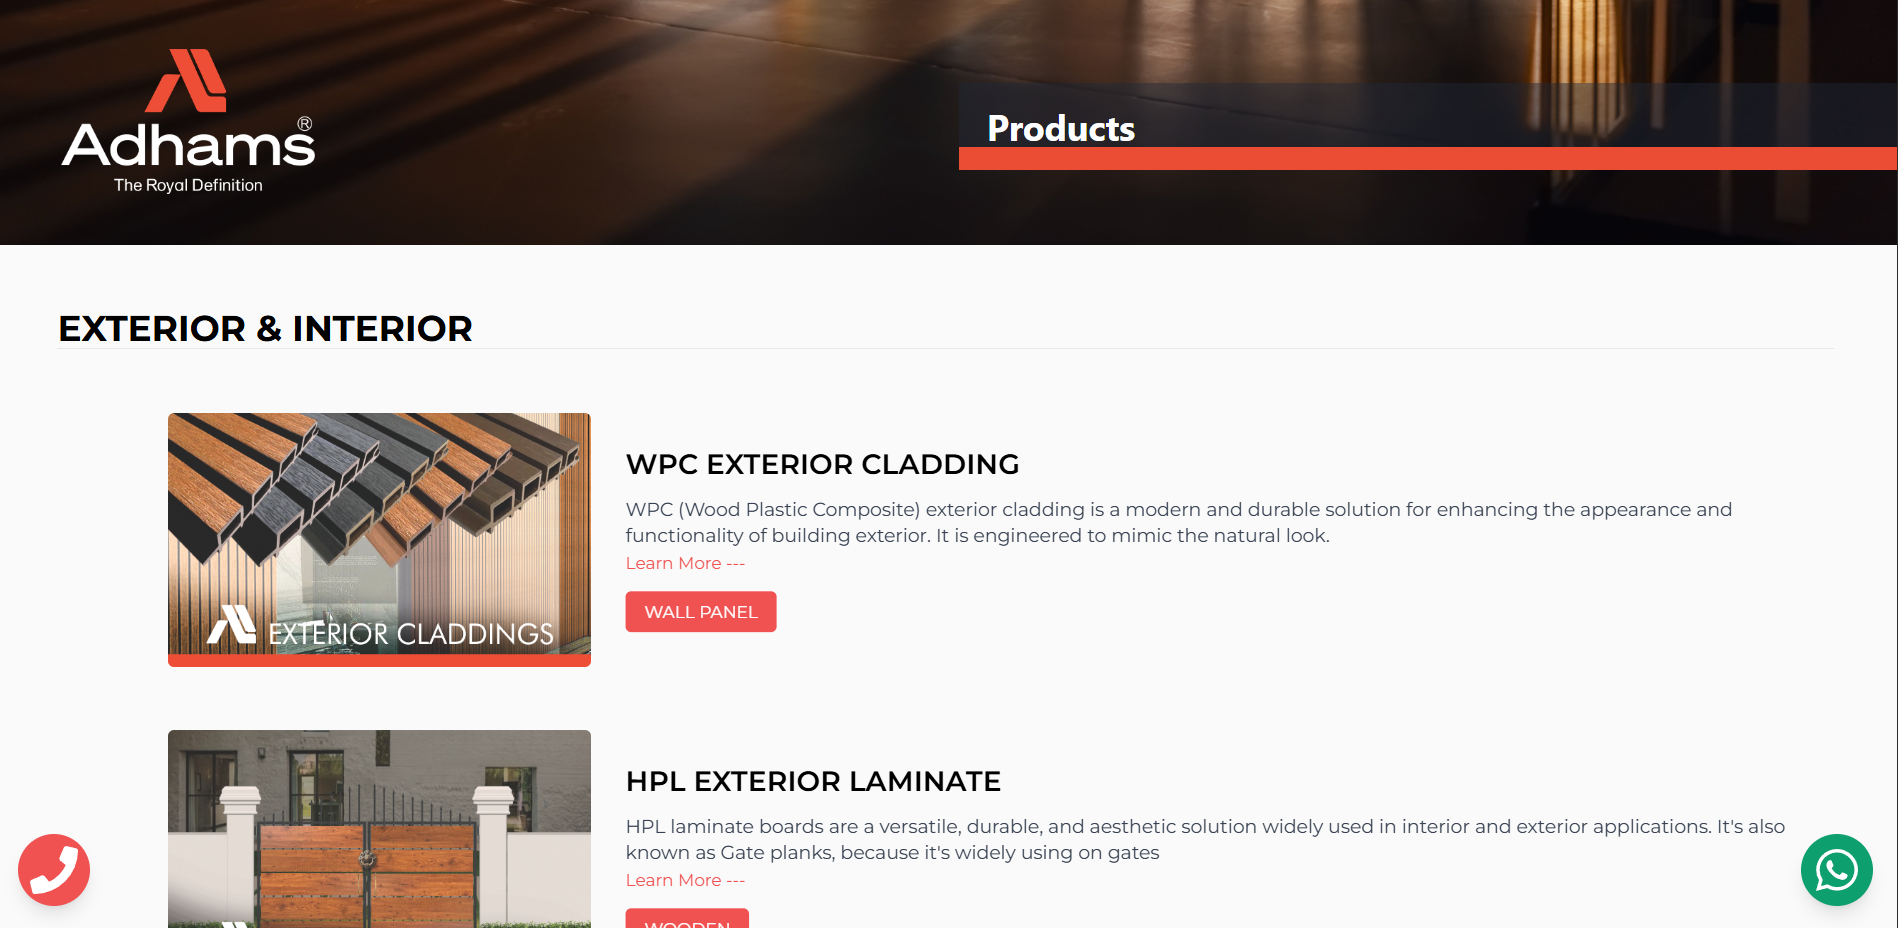 Adhams®
The Royal Definition
Products
EXTERIOR & INTERIOR
EXTERIOR CLADDINGS
WPC EXTERIOR CLADDING
WPC (Wood Plastic Composite) exterior cladding is a modern and durable solution for enhancing the appearance and
functionality of building exterior. It is engineered to mimic the natural look.
Learn More ---
WALL PANEL
HPL EXTERIOR LAMINATE
HPL laminate boards are a versatile, durable, and aesthetic solution widely used in interior and exterior applications. It's also
known as Gate planks, because it's widely using on gates
Learn More ---
WOODEN